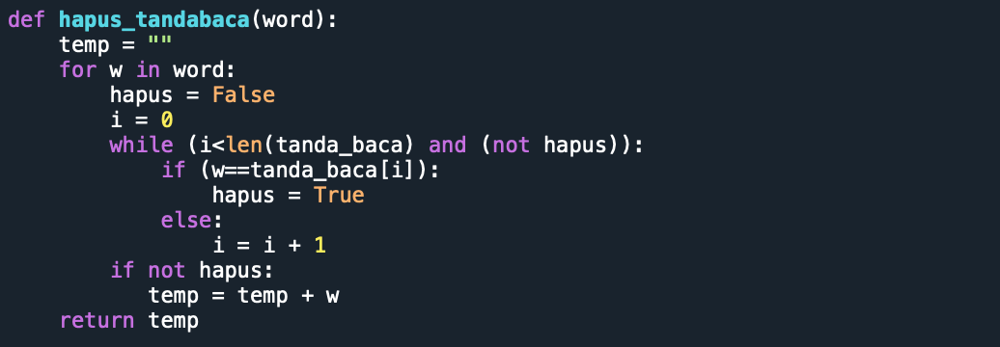 def hapus_tandabaca(word):
    temp = ""
    for w in word:
        hapus = False
        i = 0
        while (i<len(tanda_baca) and (not hapus)):
            if (w==tanda_baca[i]):
                hapus = True
            else:
                i = i + 1
        if not hapus:
           temp = temp + w
    return temp